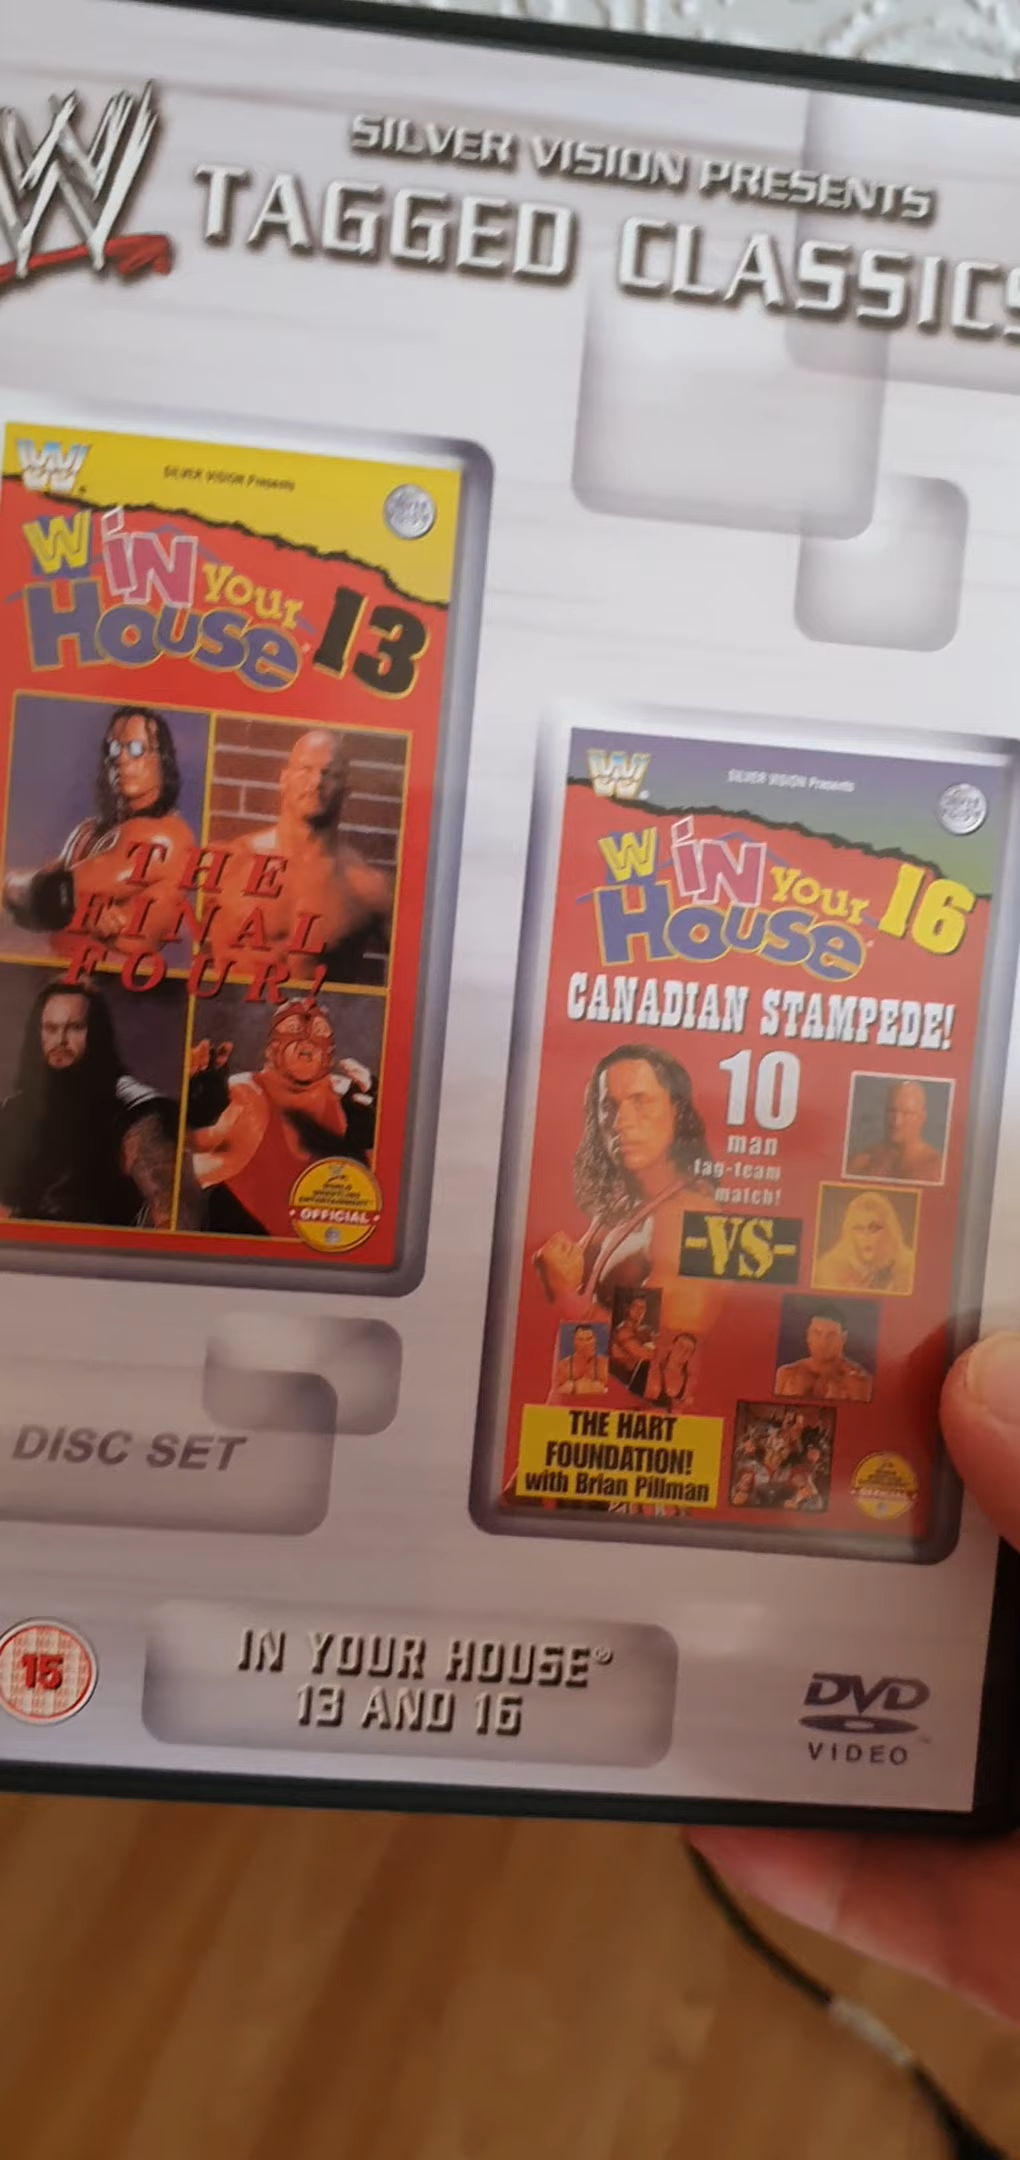 SILVER VISION PRESENTS
TAGGED CLASSICS
SILVER VISION Presents
W IN your
House 13
THE
FINAL
FOUR!
OFFICIAL
SILVER VISION Presents
W IN your 16
House
CANADIAN STAMPEDE!
10
man
tag-team
match!
-VS-
THE HART
FOUNDATION!
with Brian Pillman
OFFICIAL
DISC SET
15
IN YOUR HOUSE®
13 AND 16
DVD
VIDEO